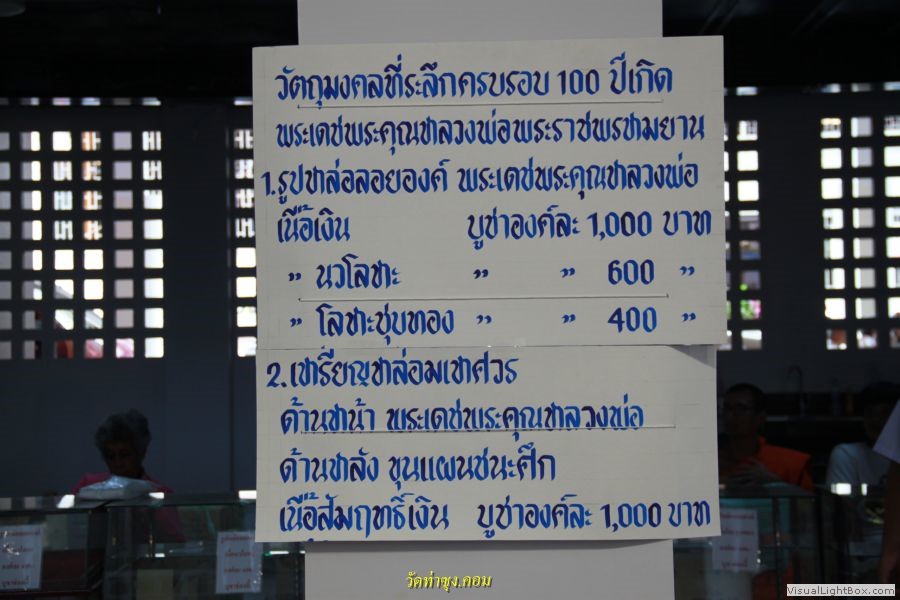 วัตถุมงคลที่ระลึกครบรอบ 100 ปีเกิด
พระเดชพระคุณหลวงพ่อพระราชพรหมยาน
1.รูปหล่อลอยองค์ พระเดชพระคุณหลวงพ่อ
เนื้อเงิน บูชาองค์ละ 1,000 บาท
" นวโลหะ " " 600 "
" โลหะชุบทอง " " 400 "
2.เหรียญหล่อมหาเศวร
ด้านหน้า พระเดชพระคุณหลวงพ่อ
ด้านหลัง ขุนแผนชนะศึก
เนื้อสัมฤทธิ์เงิน บูชาองค์ละ 1,000 บาท
วัดท่าซุง.คอม
VisualLightBox.com